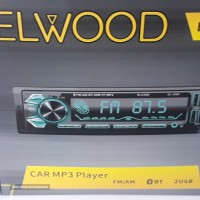 ELWOOD
FM 87.5
CAR MP3 Player
FM/AM
BT
2USB